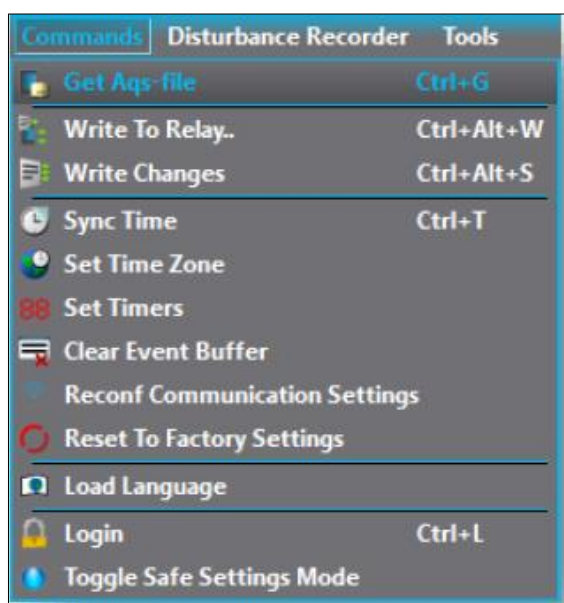 Commands Disturbance Recorder Tools
Get Aqs-file Ctrl+G
Write To Relay.. Ctrl+Alt+W
Write Changes Ctrl+Alt+S
Sync Time Ctrl+T
Set Time Zone
88 Set Timers
Clear Event Buffer
Reconf Communication Settings
Reset To Factory Settings
Load Language
Login Ctrl+L
Toggle Safe Settings Mode